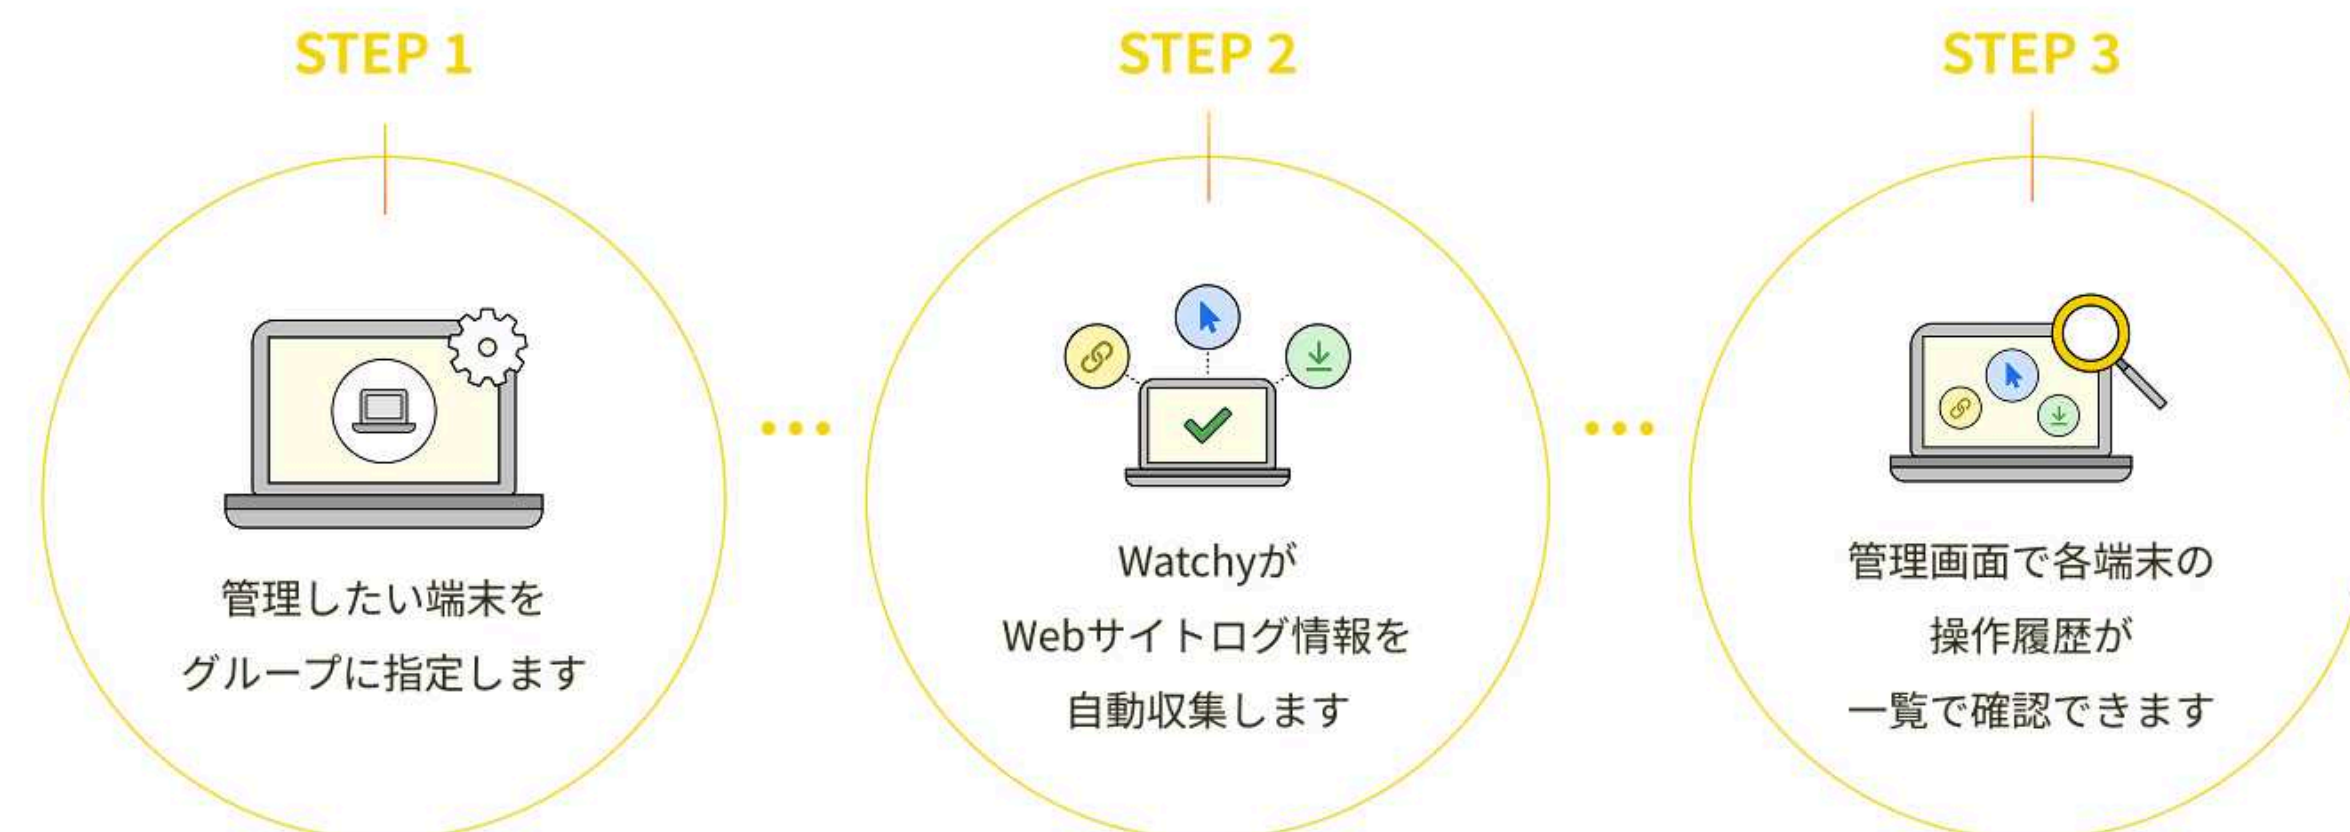 STEP 1
管理したい端末を
グループに指定します
STEP 2
Watchyが
Webサイトログ情報を
自動収集します
STEP 3
管理画面で各端末の
操作履歴が
一覧で確認できます